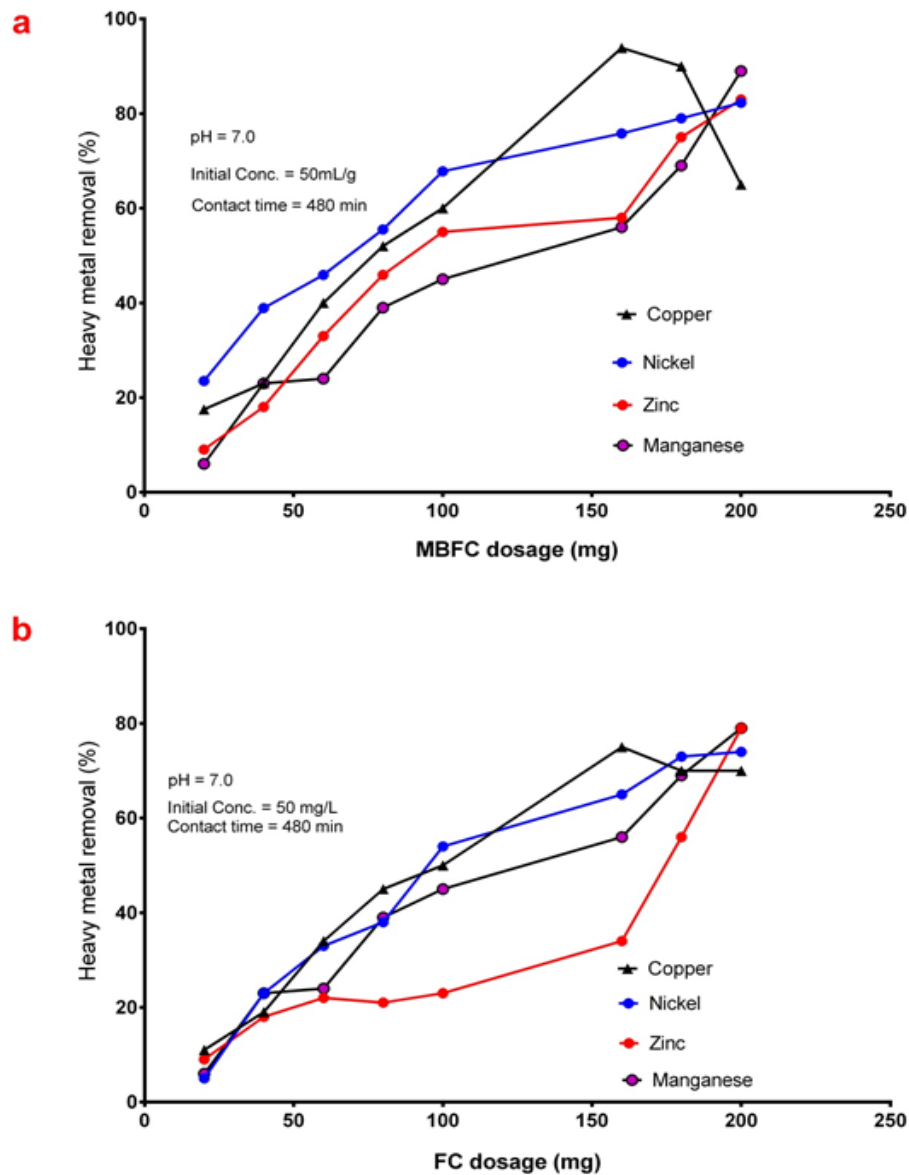 a
Heavy metal removal (%)
100
80
60
40
20
0
pH = 7.0
Initial Conc. = 50mL/g
Contact time = 480 min
Copper
Nickel
Zinc
Manganese
0 50 100 150 200 250
MBFC dosage (mg)
b
Heavy metal removal (%)
100
80
60
40
20
0
pH = 7.0
Initial Conc. = 50 mg/L
Contact time = 480 min
Copper
Nickel
Zinc
Manganese
0 50 100 150 200 250
FC dosage (mg)